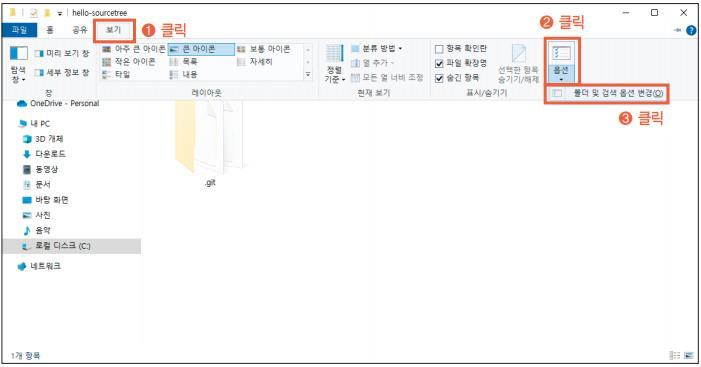 hello-sourcetree
파일 홈 공유 보기 ❶ 클릭 ❷ 클릭
탐색 창
미리 보기 창
세부 정보 창
창
아주 큰 아이콘 큰 아이콘 보통 아이콘
작은 아이콘 목록 자세히
타일 내용
레이아웃
정렬 기준
분류 방법
열 추가
모든 열 너비 조정
현재 보기
항목 확인란
파일 확장명
숨긴 항목
선택한 항목
숨기기/해제
표시/숨기기
옵션
폴더 및 검색 옵션 변경(O)
❸ 클릭
OneDrive - Personal
내 PC
3D 개체
다운로드
동영상
문서
바탕 화면
사진
음악
로컬 디스크 (C:)
네트워크
.git
1개 항목